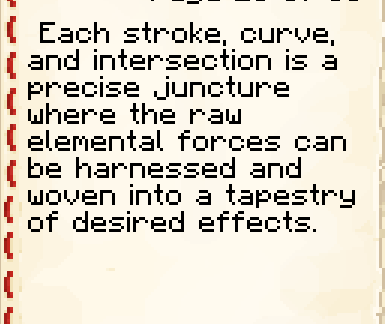 Each stroke, curve,
and intersection is a
precise juncture
where the raw
elemental forces can
be harnessed and
woven into a tapestry
of desired effects.